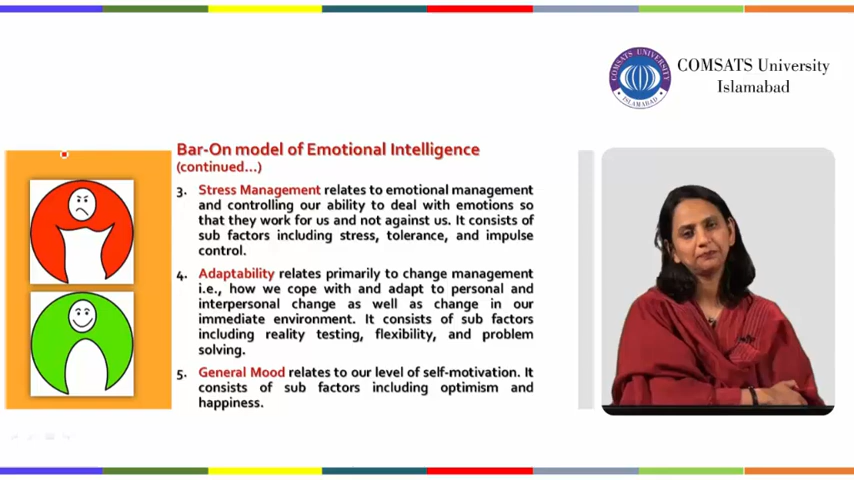 COMSATS University
Islamabad
COMSATS UNIVERSITY
ISLAMABAD
Bar-On model of Emotional Intelligence
(continued...)
3. Stress Management relates to emotional management
and controlling our ability to deal with emotions so
that they work for us and not against us. It consists of
sub factors including stress, tolerance, and impulse
control.
4. Adaptability relates primarily to change management
i.e., how we cope with and adapt to personal and
interpersonal change as well as change in our
immediate environment. It consists of sub factors
including reality testing, flexibility, and problem
solving.
5. General Mood relates to our level of self-motivation. It
consists of sub factors including optimism and
happiness.